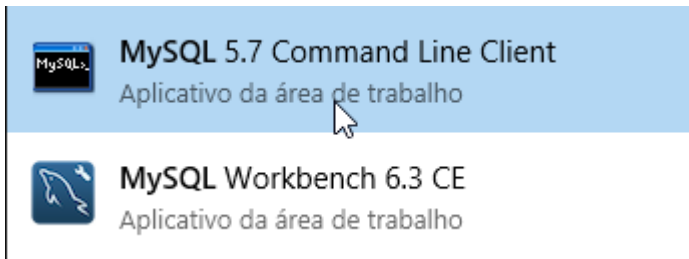 MySQL>_
MySQL 5.7 Command Line Client
Aplicativo da área de trabalho
MySQL Workbench 6.3 CE
Aplicativo da área de trabalho